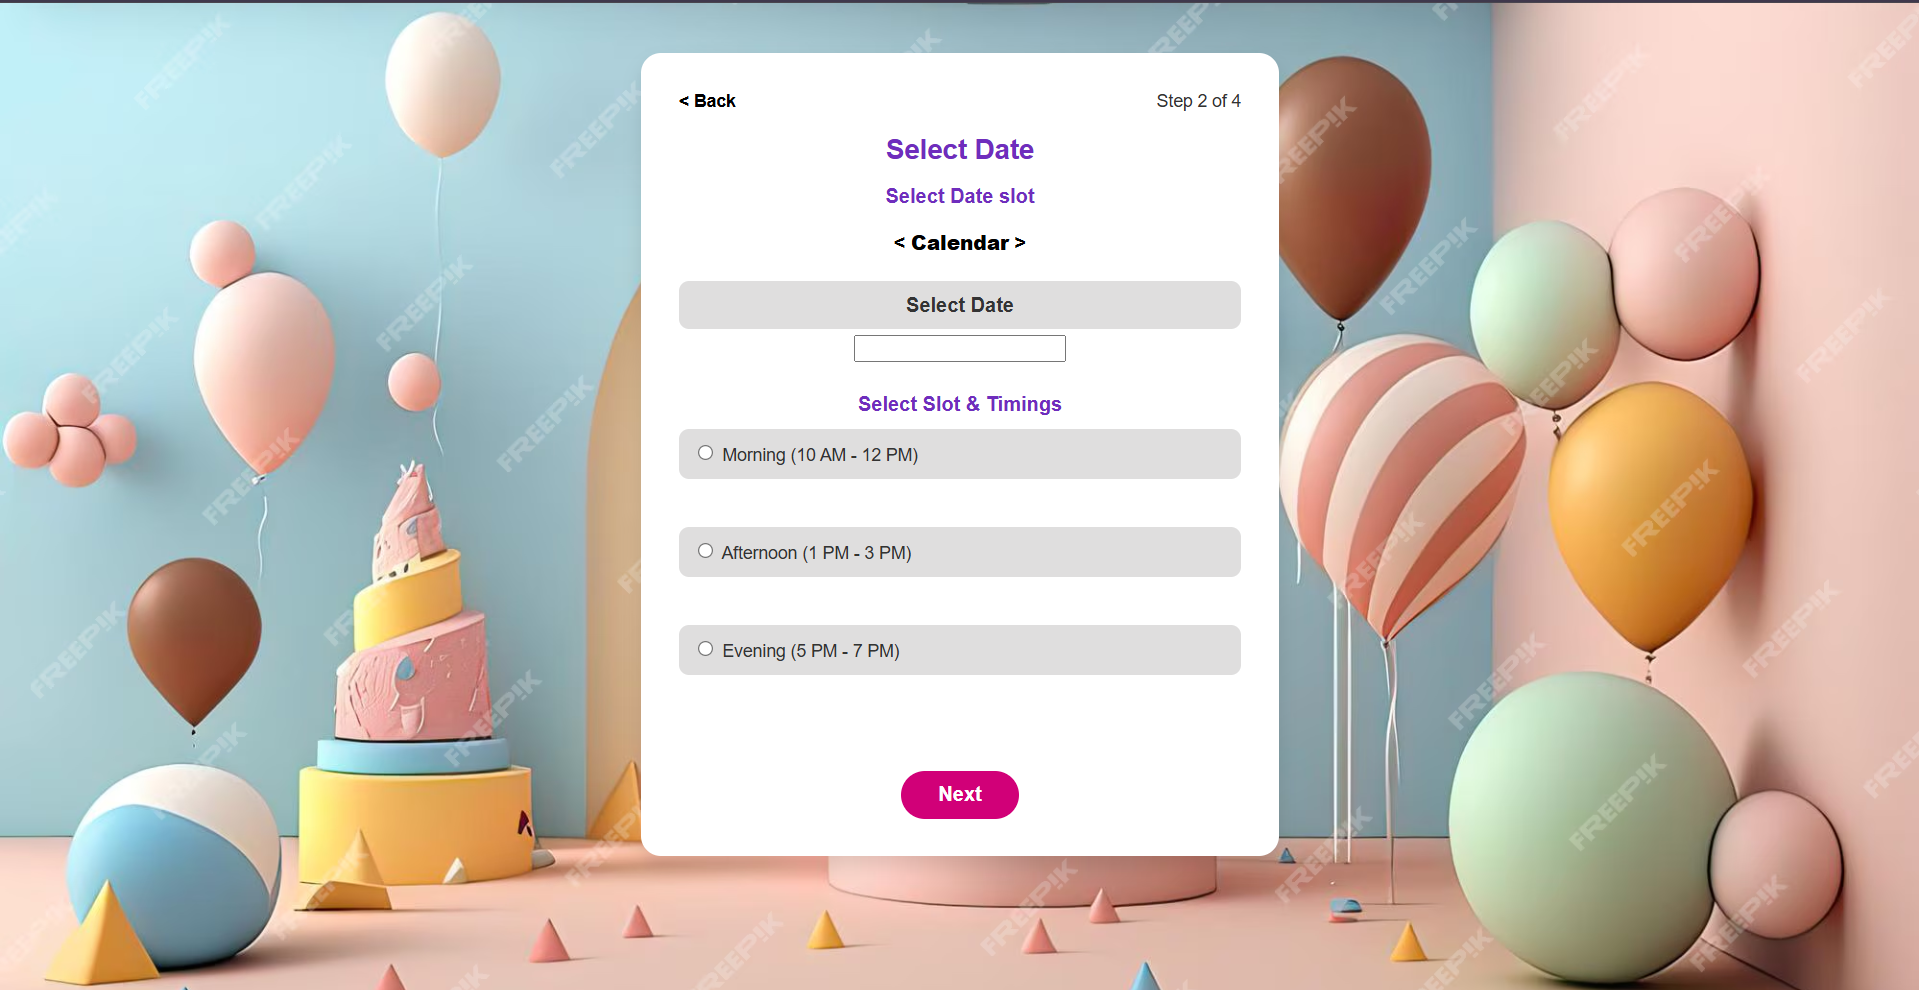 < Back
Step 2 of 4
Select Date
Select Date slot
< Calendar >
Select Date
Select Slot & Timings
Morning (10 AM - 12 PM)
Afternoon (1 PM - 3 PM)
Evening (5 PM - 7 PM)
Next
FREEPIK